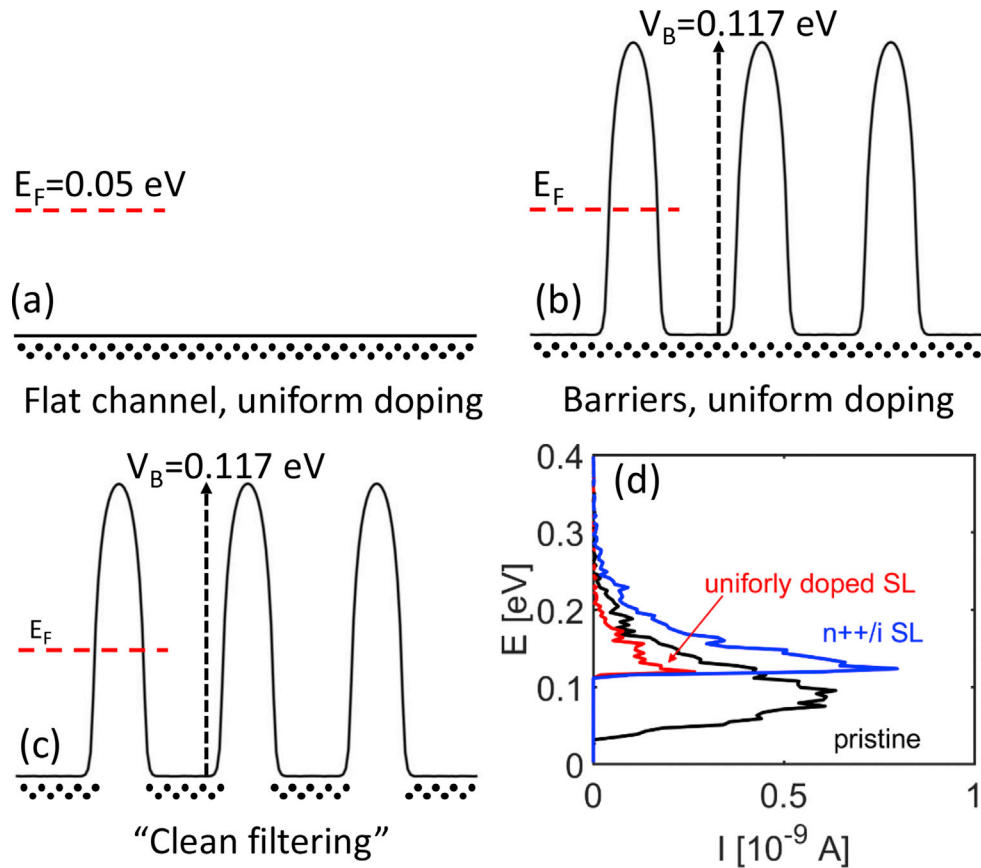 E_F=0.05 eV
(a)
Flat channel, uniform doping
V_B=0.117 eV
E_F
(b)
Barriers, uniform doping
V_B=0.117 eV
E_F
(c)
“Clean filtering”
(d)
0.4
0.3
0.2
0.1
0
E [eV]
uniforly doped SL
n++/i SL
pristine
0 0.5 1
I [10^-9 A]